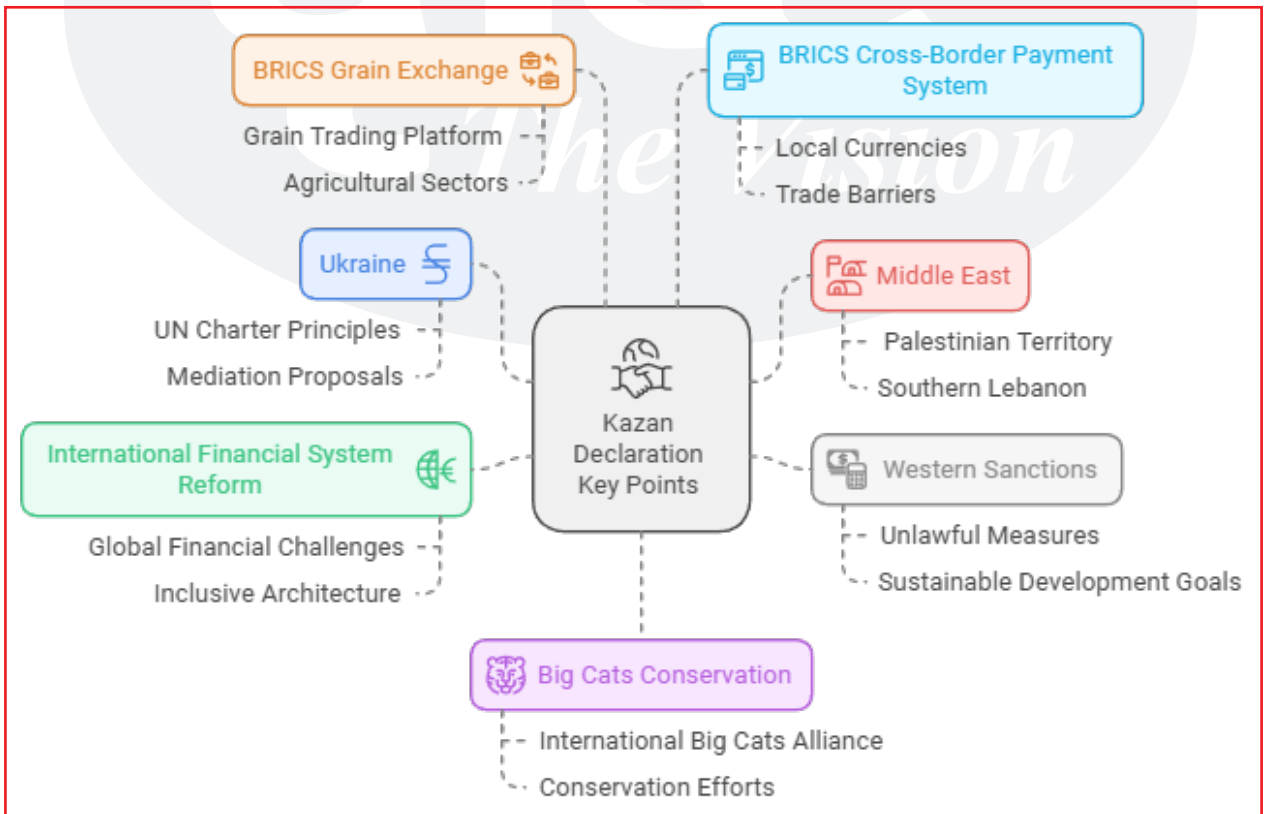 BRICS Grain Exchange
Grain Trading Platform
Agricultural Sectors
BRICS Cross-Border Payment
System
Local Currencies
Trade Barriers
The Vision
Ukraine
UN Charter Principles
Mediation Proposals
Middle East
Palestinian Territory
Southern Lebanon
Kazan
Declaration
Key Points
International Financial System
Reform
Global Financial Challenges
Inclusive Architecture
Western Sanctions
Unlawful Measures
Sustainable Development Goals
Big Cats Conservation
International Big Cats Alliance
Conservation Efforts